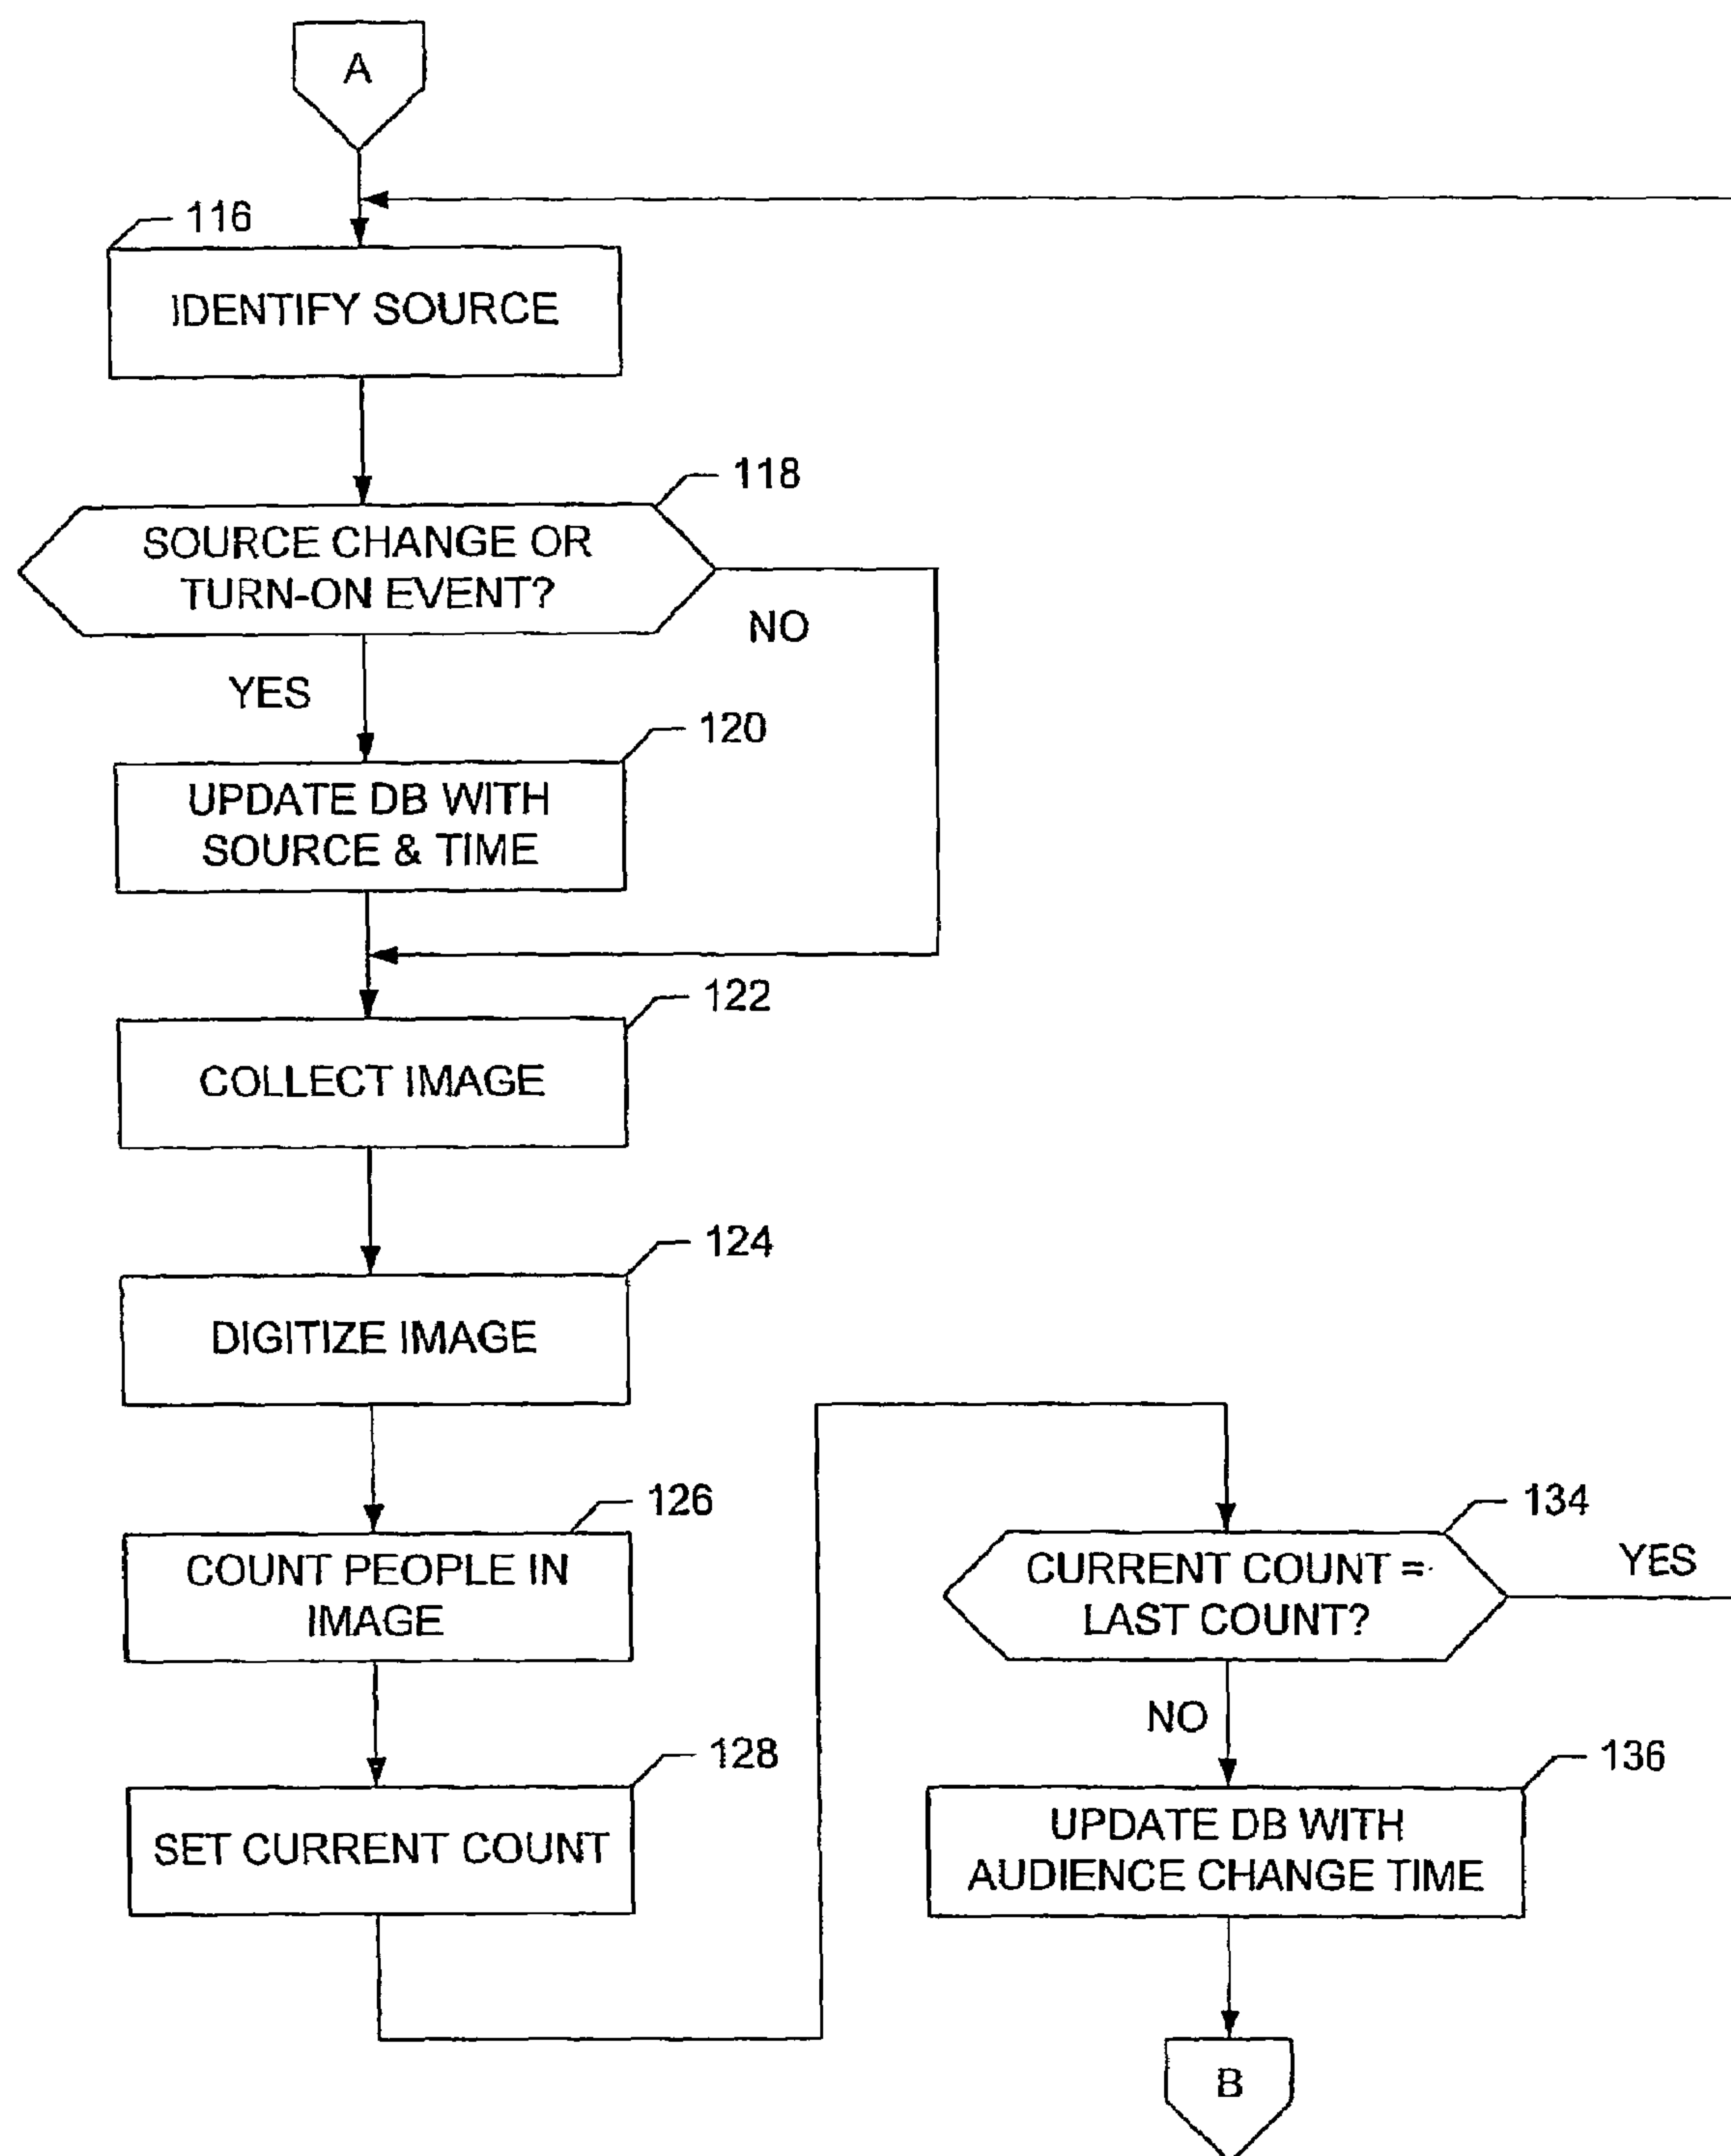 A
116
IDENTIFY SOURCE
118
SOURCE CHANGE OR
TURN-ON EVENT?
NO
YES
120
UPDATE DB WITH
SOURCE & TIME
122
COLLECT IMAGE
124
DIGITIZE IMAGE
126
COUNT PEOPLE IN
IMAGE
128
SET CURRENT COUNT
134
CURRENT COUNT =
LAST COUNT?
YES
NO
136
UPDATE DB WITH
AUDIENCE CHANGE TIME
B